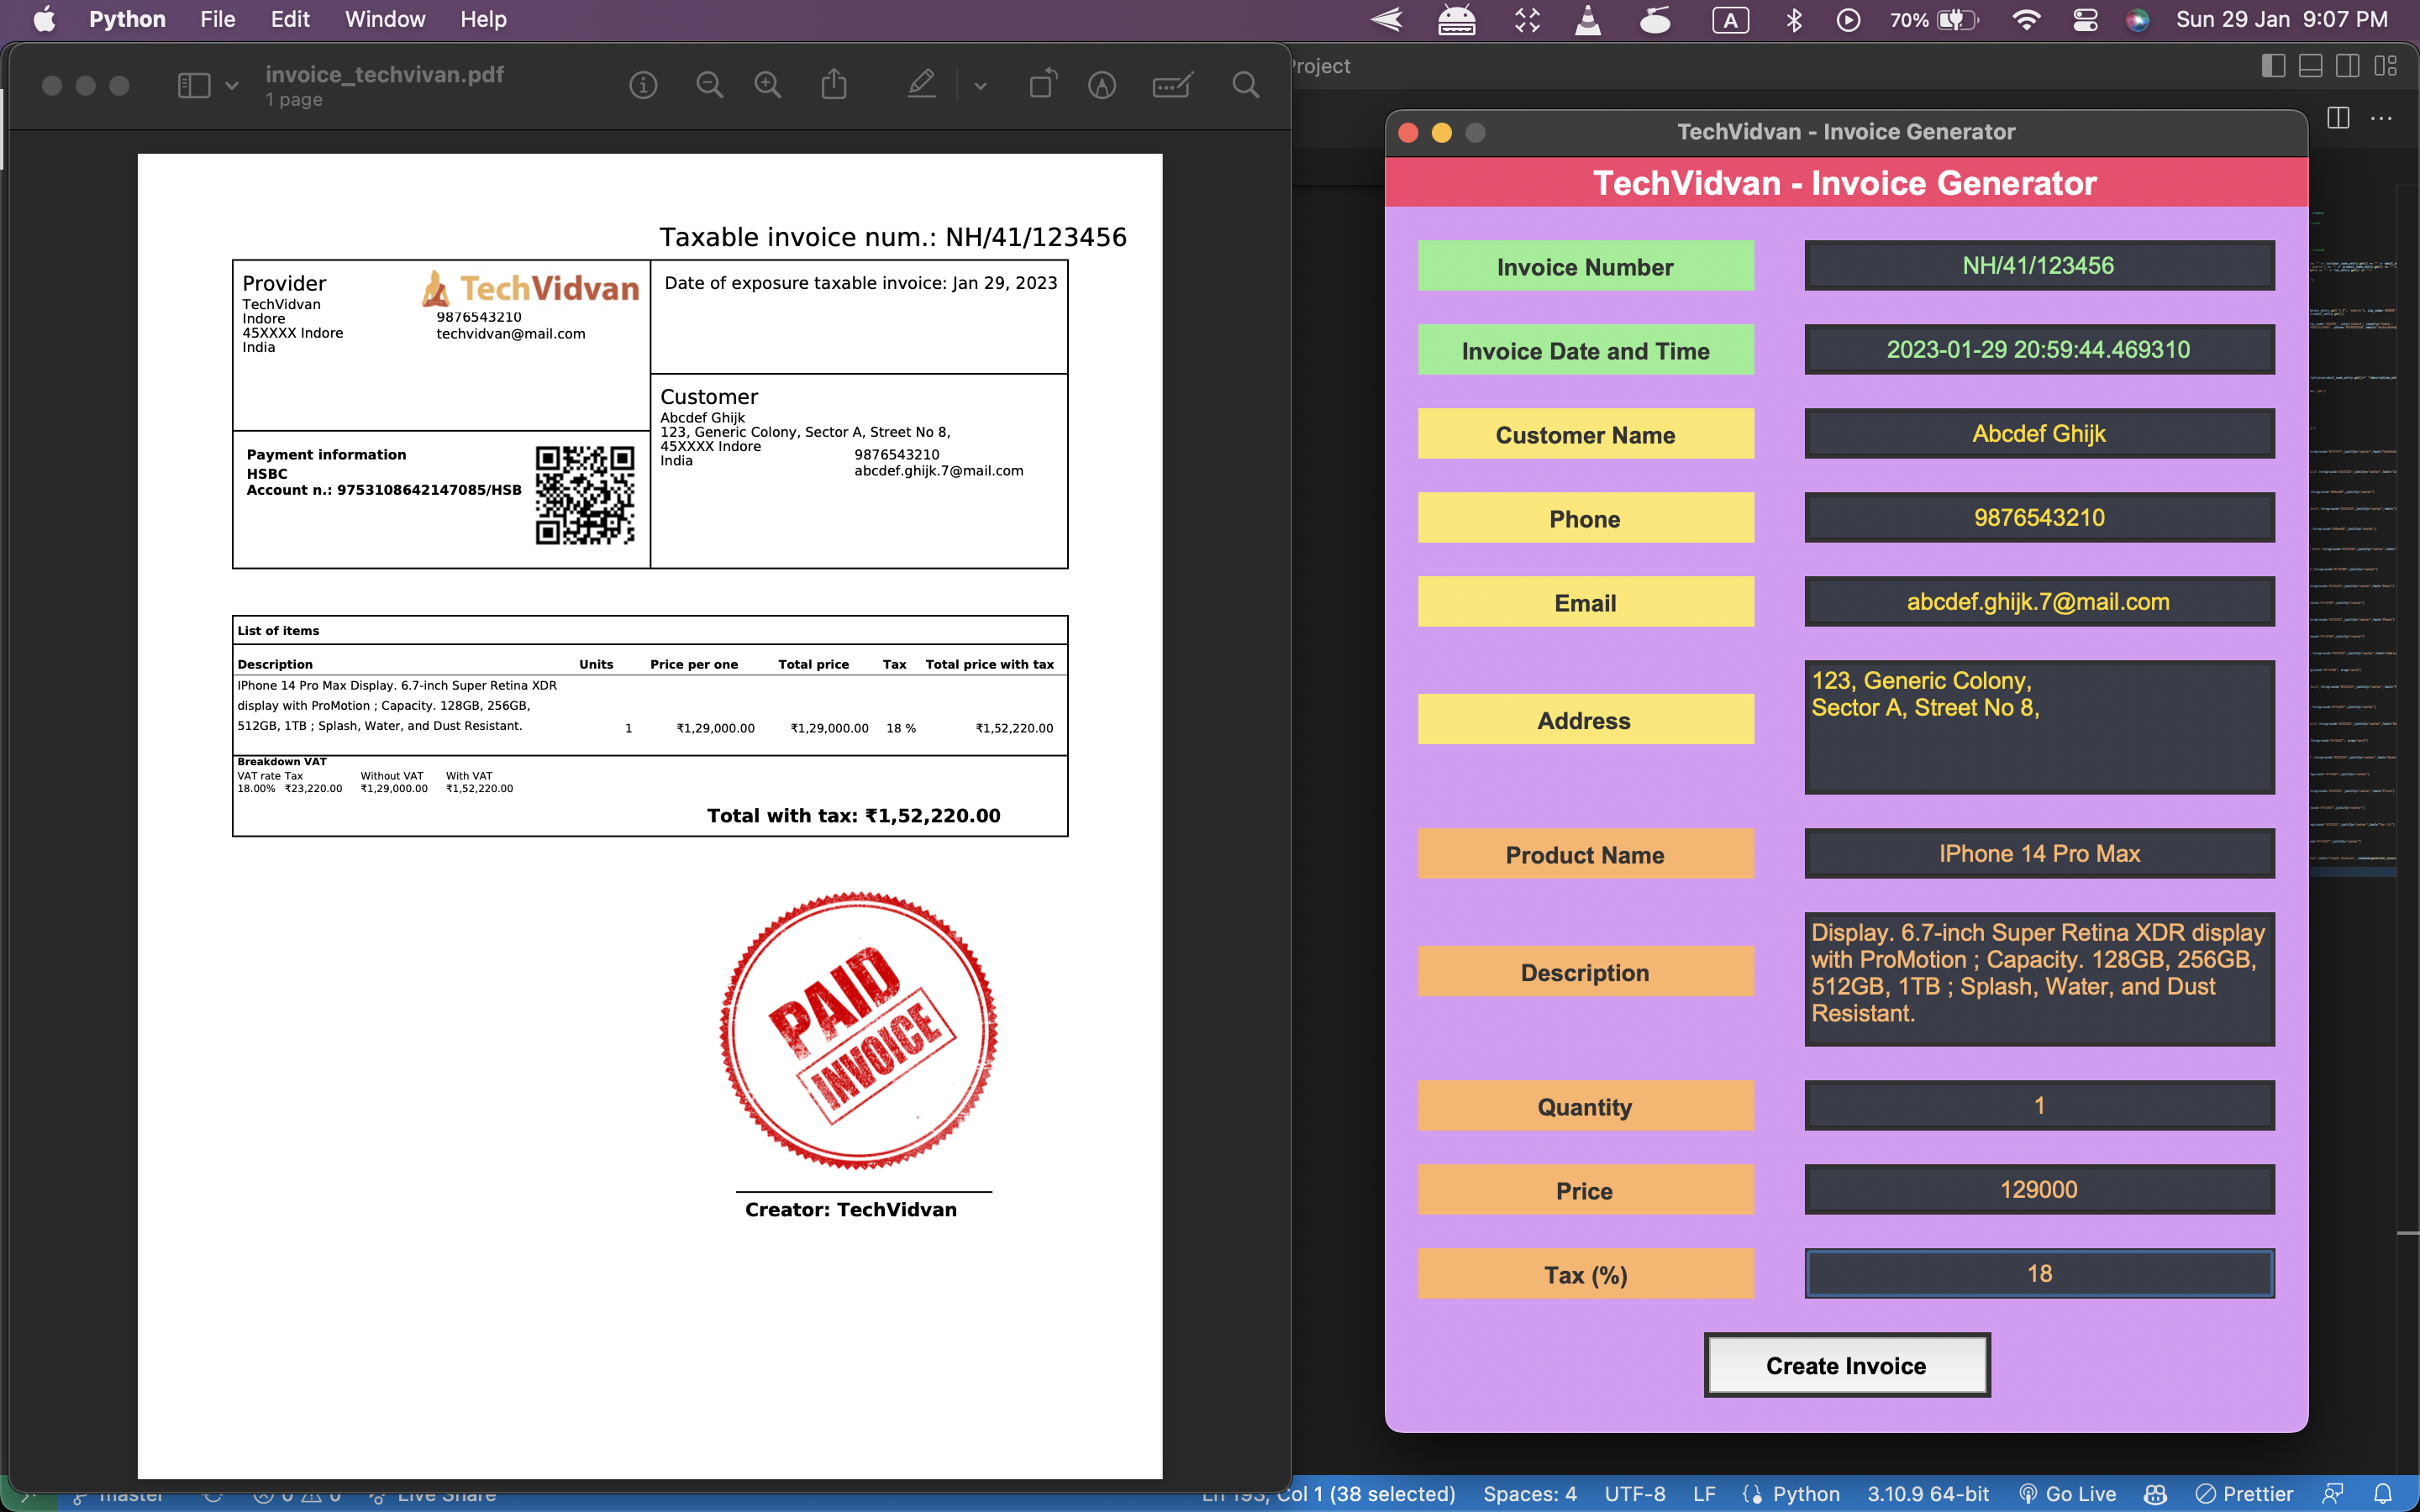 Python File Edit Window Help
A
70%
Sun 29 Jan 9:07 PM
invoice_techvivan.pdf
1 page
Taxable invoice num.: NH/41/123456
Provider
TechVidvan
Indore
45XXXX Indore
India
TechVidvan
9876543210
techvidvan@mail.com
Date of exposure taxable invoice: Jan 29, 2023
Customer
Abcdef Ghijk
123, Generic Colony, Sector A, Street No 8,
45XXXX Indore
India
9876543210
abcdef.ghijk.7@mail.com
Payment information
HSBC
Account n.: 9753108642147085/HSB
List of items
Description Units Price per one Total price Tax Total price with tax
IPhone 14 Pro Max Display. 6.7-inch Super Retina XDR
display with ProMotion ; Capacity. 128GB, 256GB,
512GB, 1TB ; Splash, Water, and Dust Resistant. 1 ₹1,29,000.00 ₹1,29,000.00 18 % ₹1,52,220.00
Breakdown VAT
VAT rate Tax Without VAT With VAT
18.00% ₹23,220.00 ₹1,29,000.00 ₹1,52,220.00
Total with tax: ₹1,52,220.00
PAID
INVOICE
Creator: TechVidvan
Project
TechVidvan - Invoice Generator
TechVidvan - Invoice Generator
Invoice Number NH/41/123456
Invoice Date and Time 2023-01-29 20:59:44.469310
Customer Name Abcdef Ghijk
Phone 9876543210
Email abcdef.ghijk.7@mail.com
Address
123, Generic Colony,
Sector A, Street No 8,
Product Name IPhone 14 Pro Max
Description
Display. 6.7-inch Super Retina XDR display
with ProMotion ; Capacity. 128GB, 256GB,
512GB, 1TB ; Splash, Water, and Dust
Resistant.
Quantity 1
Price 129000
Tax (%) 18
Create Invoice
master 0 0 Live Share
Ln 193, Col 1 (38 selected) Spaces: 4 UTF-8 LF Python 3.10.9 64-bit Go Live Prettier